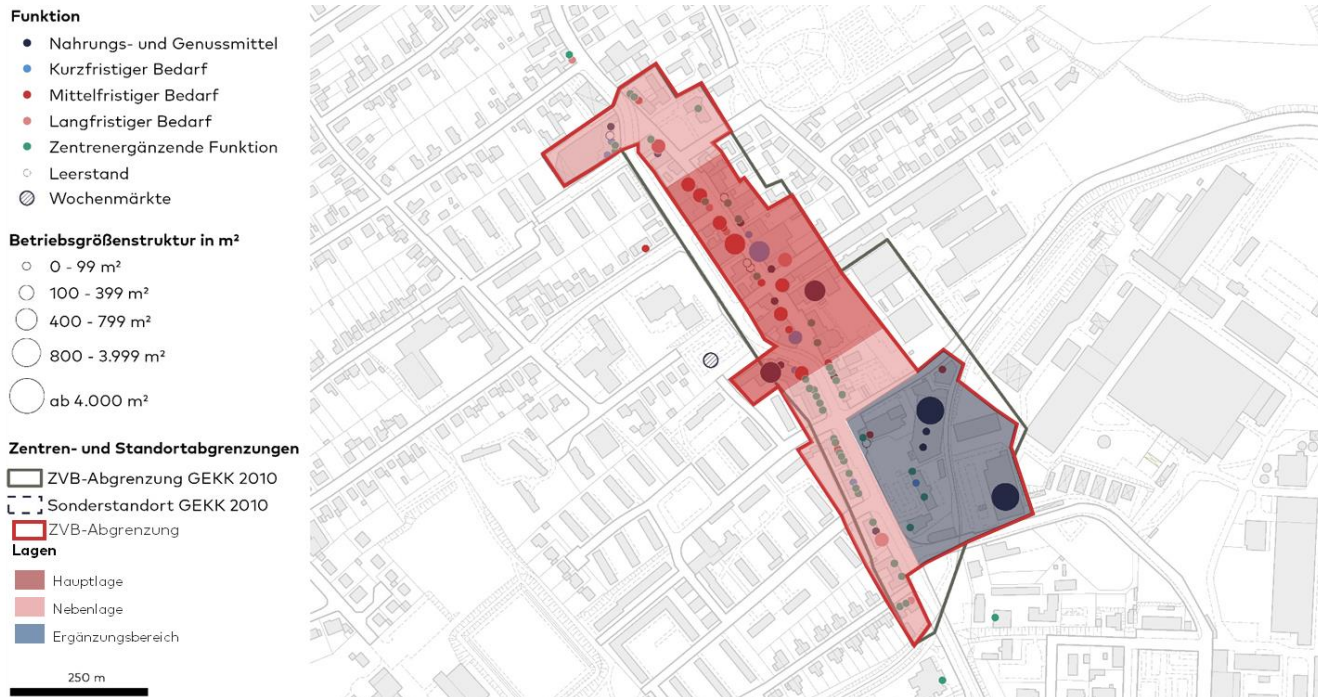 Funktion
Nahrungs- und Genussmittel
Kurzfristiger Bedarf
Mittelfristiger Bedarf
Langfristiger Bedarf
Zentrenergänzende Funktion
Leerstand
Wochenmärkte
Betriebsgrößenstruktur in m²
0 - 99 m²
100 - 399 m²
400 - 799 m²
800 - 3.999 m²
ab 4.000 m²
Zentren- und Standortabgrenzungen
ZVB-Abgrenzung GEKK 2010
Sonderstandort GEKK 2010
ZVB-Abgrenzung
Lagen
Hauptlage
Nebenlage
Ergänzungsbereich
250 m